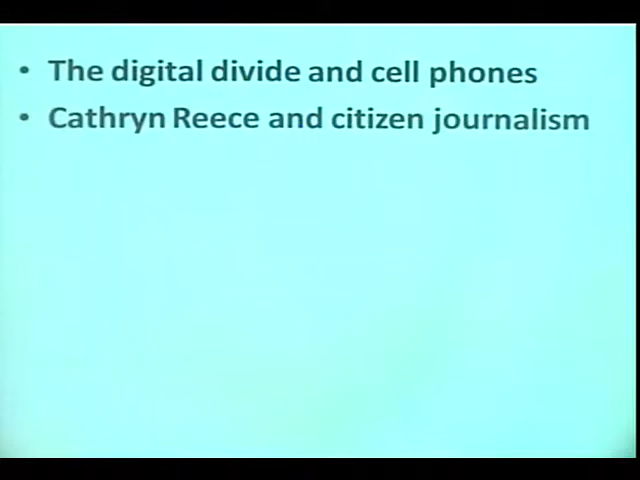 • The digital divide and cell phones
• Cathryn Reece and citizen journalism